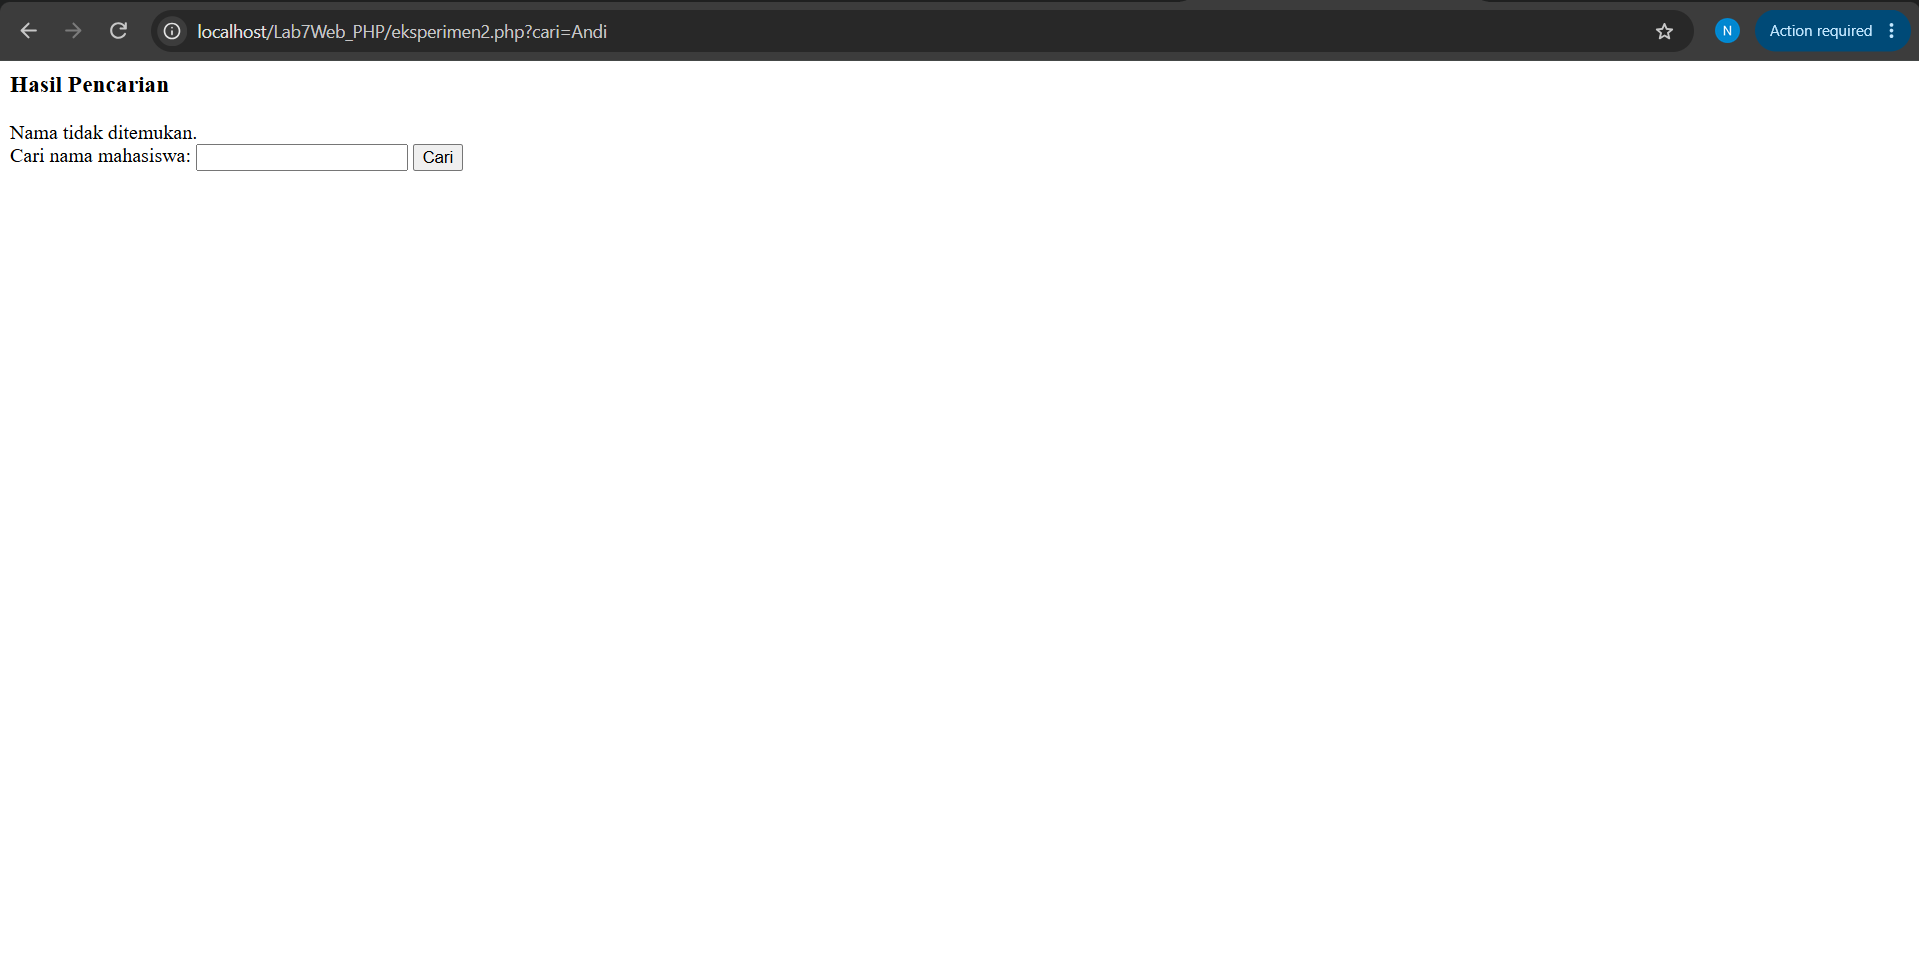 localhost/Lab7Web_PHP/eksperimen2.php?cari=Andi
N
Action required
Hasil Pencarian
Nama tidak ditemukan.
Cari nama mahasiswa: Cari